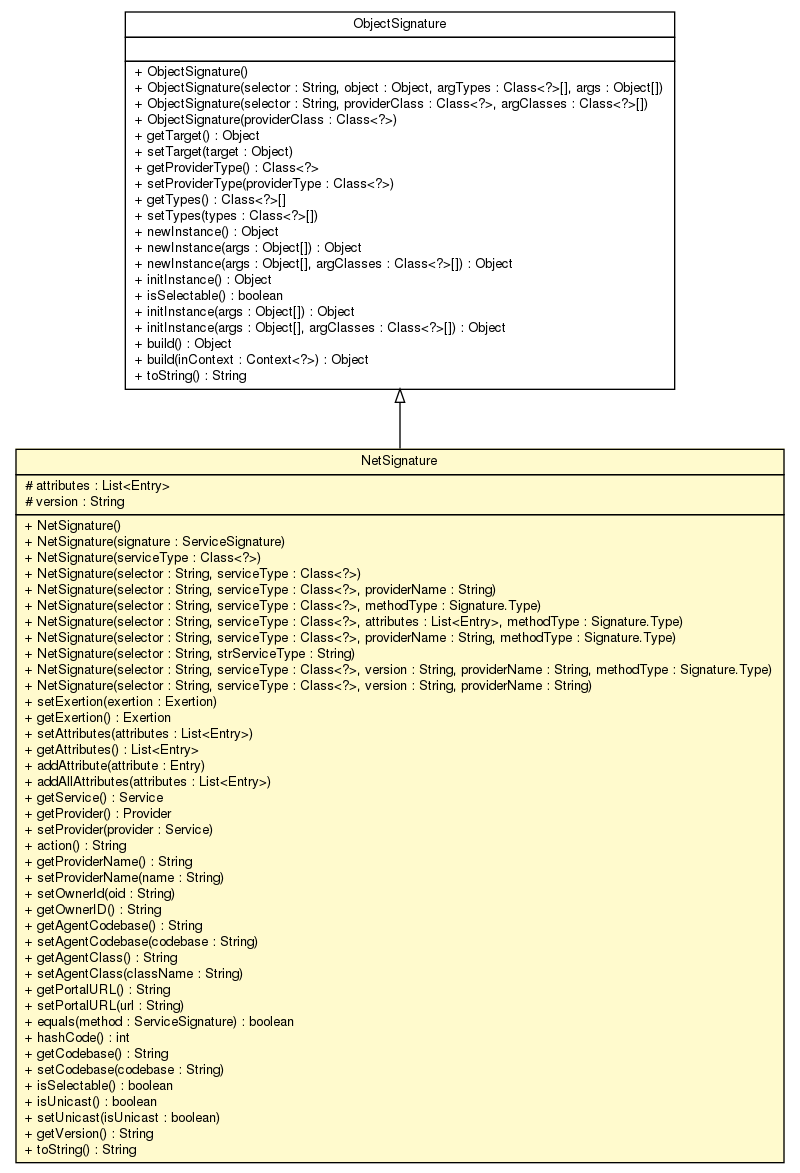 ObjectSignature
+ ObjectSignature()
+ ObjectSignature(selector : String, object : Object, argTypes : Class<?>[], args : Object[])
+ ObjectSignature(selector : String, providerClass : Class<?>, argClasses : Class<?>[])
+ ObjectSignature(providerClass : Class<?>)
+ getTarget() : Object
+ setTarget(target : Object)
+ getProviderType() : Class<?>
+ setProviderType(providerType : Class<?>)
+ getTypes() : Class<?>[]
+ setTypes(types : Class<?>[])
+ newInstance() : Object
+ newInstance(args : Object[]) : Object
+ newInstance(args : Object[], argClasses : Class<?>[]) : Object
+ initInstance() : Object
+ isSelectable() : boolean
+ initInstance(args : Object[]) : Object
+ initInstance(args : Object[], argClasses : Class<?>[]) : Object
+ build() : Object
+ build(inContext : Context<?>) : Object
+ toString() : String
NetSignature
# attributes : List<Entry>
# version : String
+ NetSignature()
+ NetSignature(signature : ServiceSignature)
+ NetSignature(serviceType : Class<?>)
+ NetSignature(selector : String, serviceType : Class<?>)
+ NetSignature(selector : String, serviceType : Class<?>, providerName : String)
+ NetSignature(selector : String, serviceType : Class<?>, methodType : Signature.Type)
+ NetSignature(selector : String, serviceType : Class<?>, attributes : List<Entry>, methodType : Signature.Type)
+ NetSignature(selector : String, serviceType : Class<?>, providerName : String, methodType : Signature.Type)
+ NetSignature(selector : String, strServiceType : String)
+ NetSignature(selector : String, serviceType : Class<?>, version : String, providerName : String, methodType : Signature.Type)
+ NetSignature(selector : String, serviceType : Class<?>, version : String, providerName : String)
+ setExertion(exertion : Exertion)
+ getExertion() : Exertion
+ setAttributes(attributes : List<Entry>)
+ getAttributes() : List<Entry>
+ addAttribute(attribute : Entry)
+ addAllAttributes(attributes : List<Entry>)
+ getService() : Service
+ getProvider() : Provider
+ setProvider(provider : Service)
+ action() : String
+ getProviderName() : String
+ setProviderName(name : String)
+ setOwnerId(oid : String)
+ getOwnerID() : String
+ getAgentCodebase() : String
+ setAgentCodebase(codebase : String)
+ getAgentClass() : String
+ setAgentClass(className : String)
+ getPortalURL() : String
+ setPortalURL(url : String)
+ equals(method : ServiceSignature) : boolean
+ hashCode() : int
+ getCodebase() : String
+ setCodebase(codebase : String)
+ isSelectable() : boolean
+ isUnicast() : boolean
+ setUnicast(isUnicast : boolean)
+ getVersion() : String
+ toString() : String